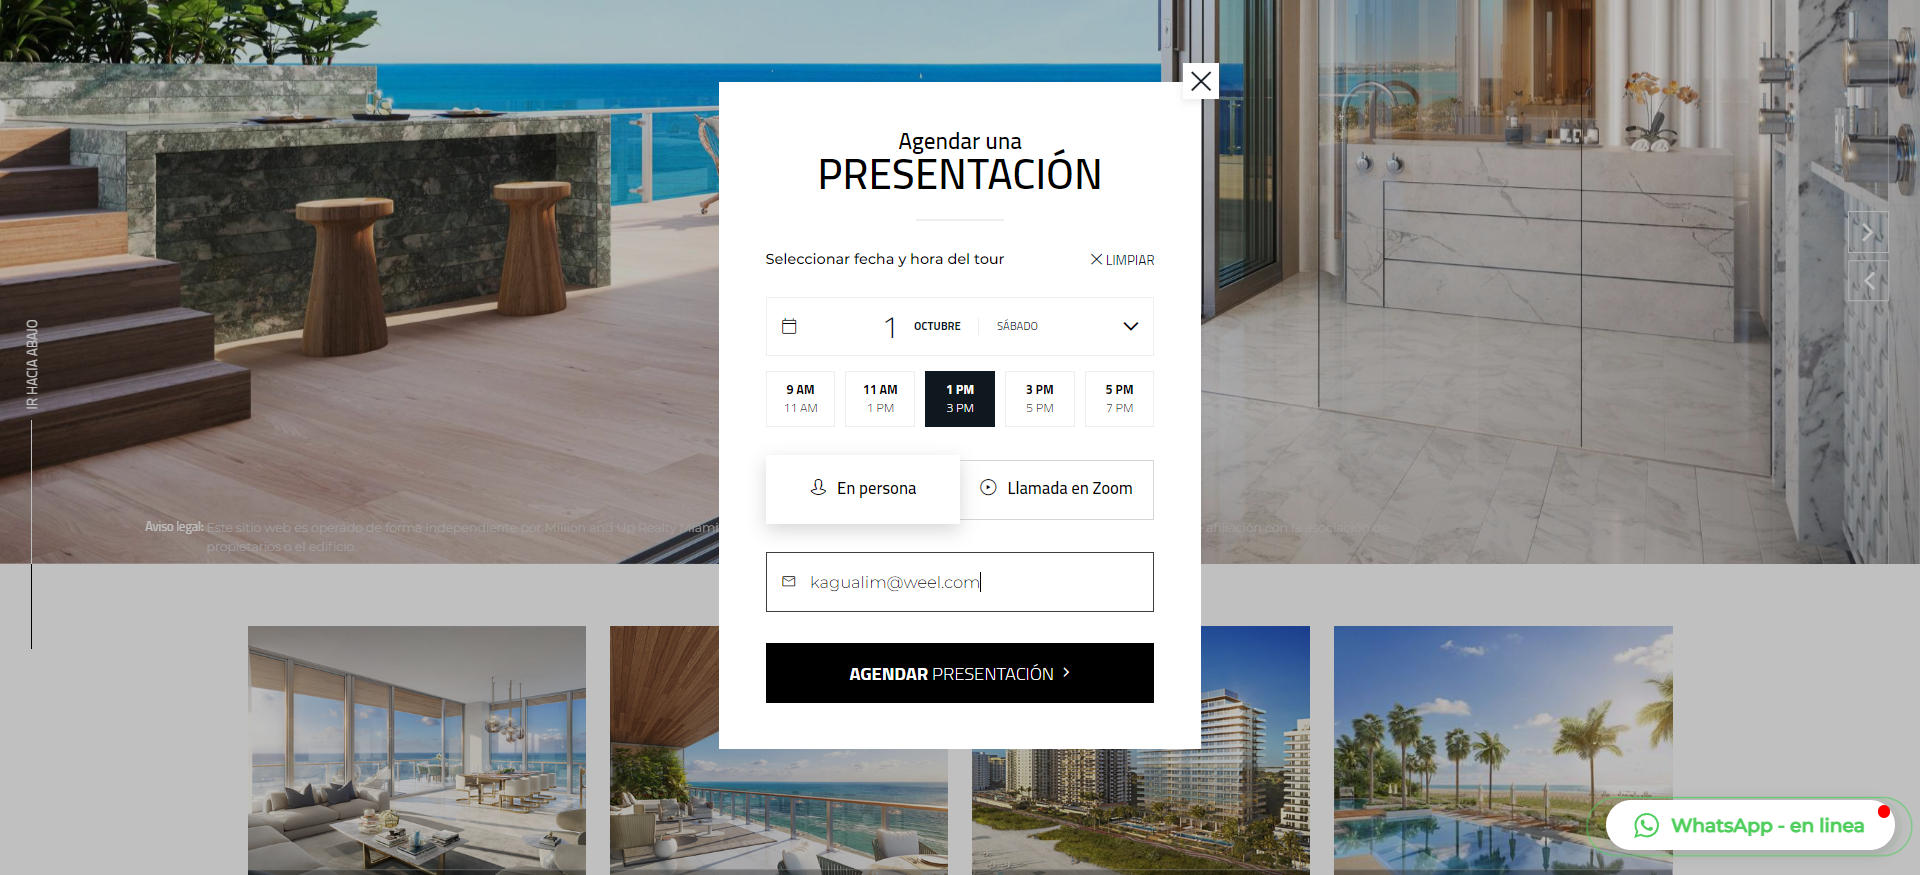 Agendar una
PRESENTACIÓN
Seleccionar fecha y hora del tour
LIMPIAR
1 OCTUBRE SÁBADO
9 AM 11 AM 1 PM 3 PM 5 PM
11 AM 1 PM 3 PM 5 PM 7 PM
En persona Llamada en Zoom
IR HACIA ABAJO
Aviso legal: Este sitio web es operado de forma independiente por Million and Up Realty Miami afiliación con la asociación de
propietarios o el edificio.
kagualim@weel.com
AGENDAR PRESENTACIÓN
WhatsApp - en linea